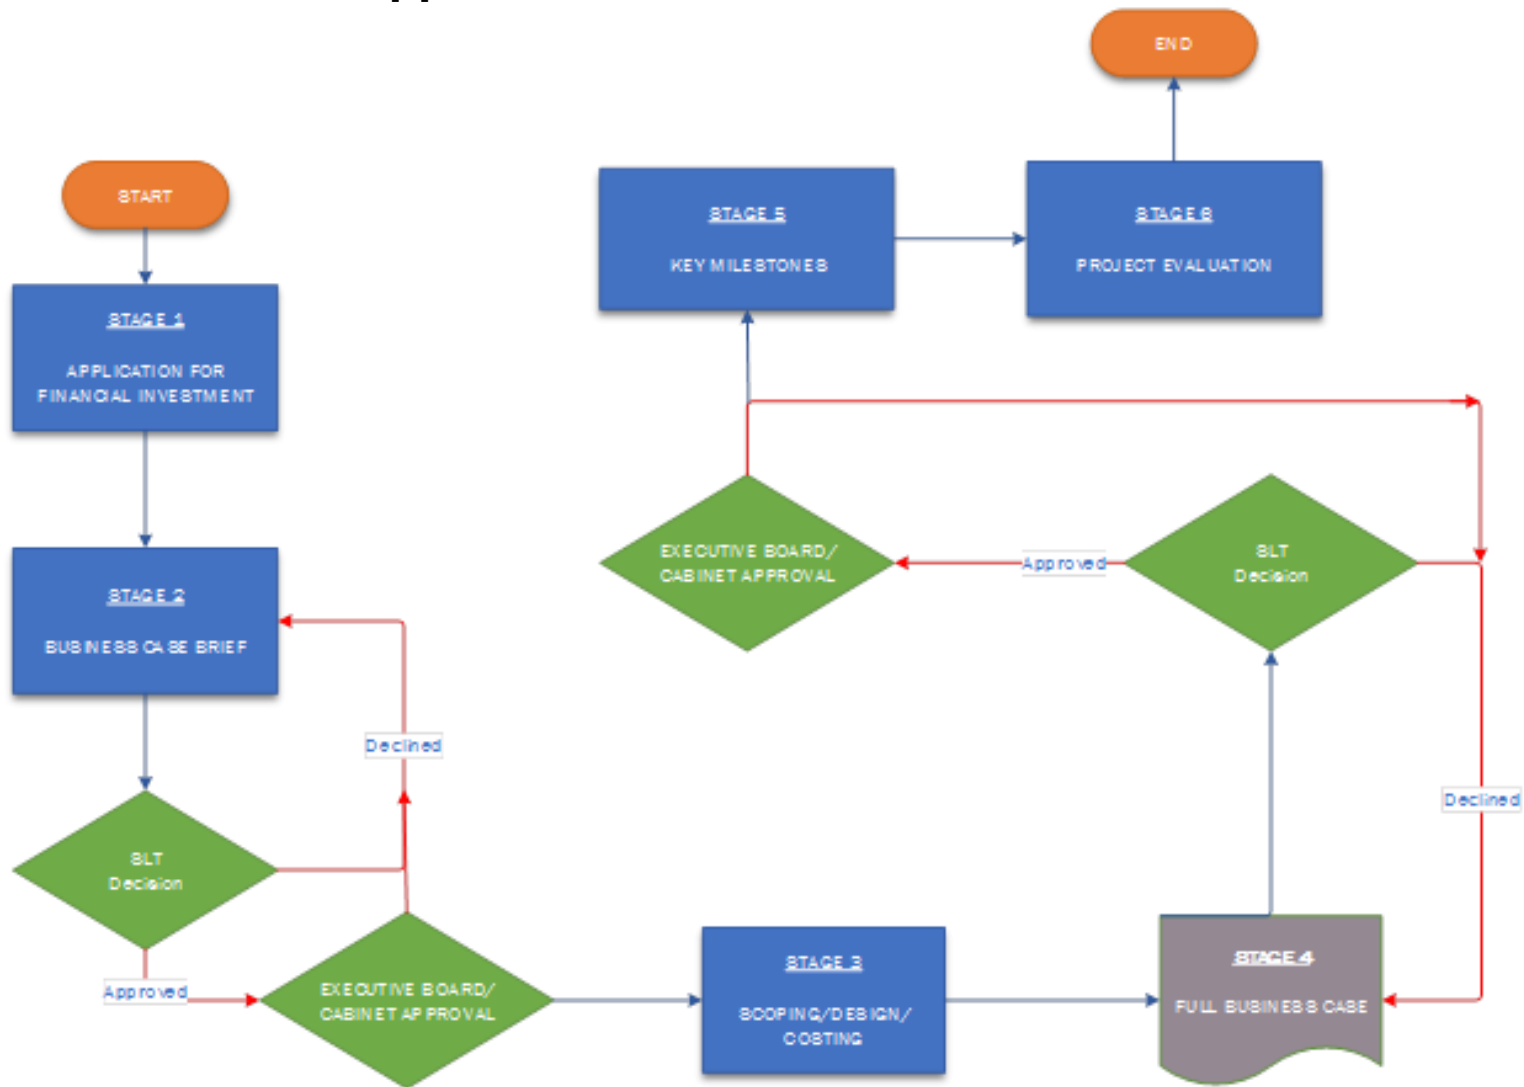 START
STAGE 1
APPLICATION FOR
FINANCIAL INVESTMENT
STAGE 2
BUSINESS CASE BRIEF
Declined
SLT
Decision
Approved
EXECUTIVE BOARD/
CABINET APPROVAL
STAGE 3
SCOPING/DESIGN/
COSTING
STAGE 4
FULL BUSINESS CASE
Declined
SLT
Decision
Approved
EXECUTIVE BOARD/
CABINET APPROVAL
STAGE 5
KEY MILESTONES
STAGE 6
PROJECT EVALUATION
END